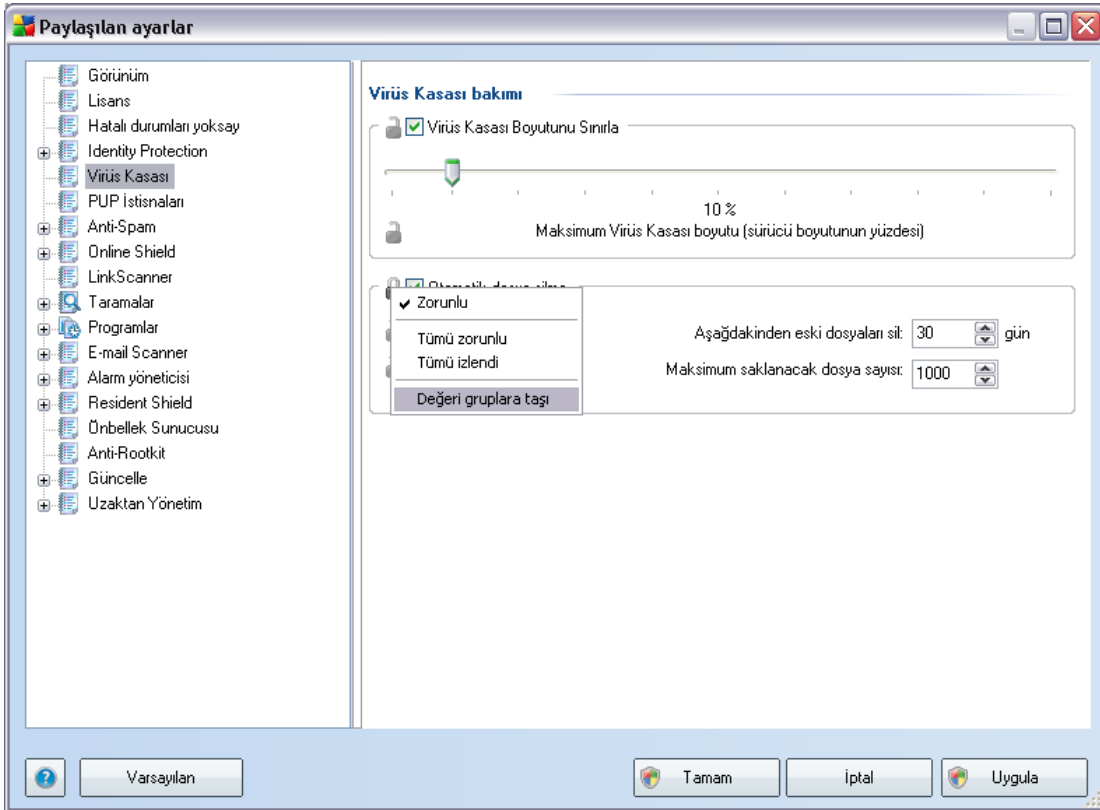 Paylaşılan ayarlar
Görünüm
Lisans
Hatalı durumları yoksay
Identity Protection
Virüs Kasası
PUP İstisnaları
Anti-Spam
Online Shield
LinkScanner
Taramalar
Programlar
E-mail Scanner
Alarm yöneticisi
Resident Shield
Önbellek Sunucusu
Anti-Rootkit
Güncelle
Uzaktan Yönetim
Virüs Kasası bakımı
Virüs Kasası Boyutunu Sınırla
10 %
Maksimum Virüs Kasası boyutu (sürücü boyutunun yüzdesi)
Otomatik dosya silme
Zorunlu
Tümü zorunlu
Tümü izlendi
Değeri gruplara taşı
Aşağdakinden eski dosyaları sil: 30 gün
Maksimum saklanacak dosya sayısı: 1000
Varsayılan
Tamam
İptal
Uygula